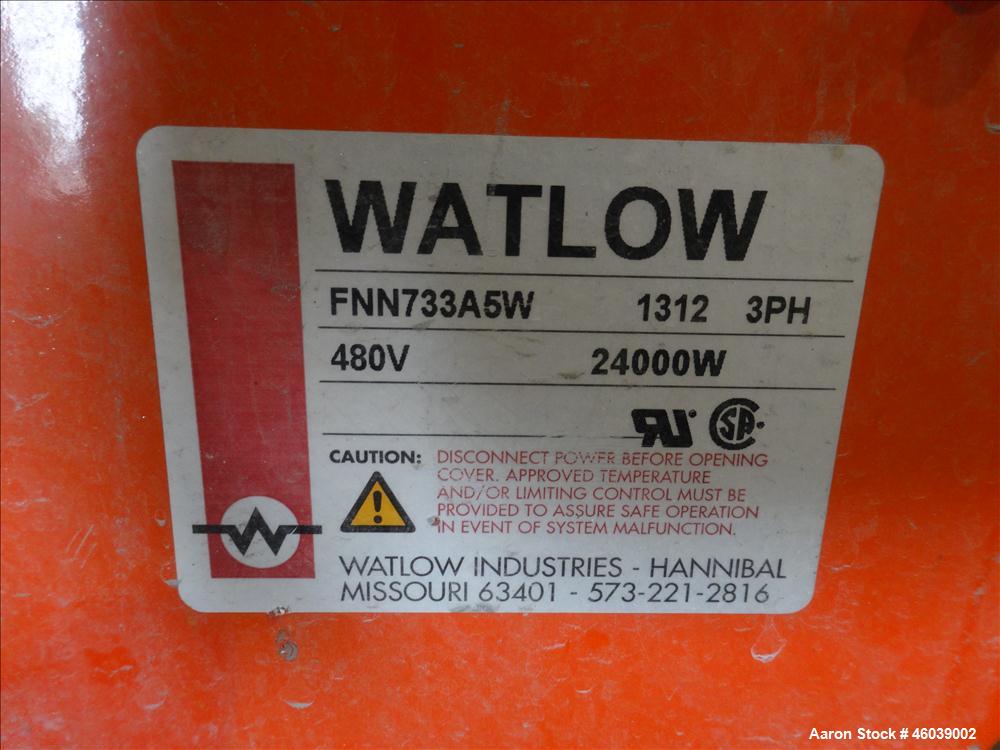 WATLOW
FNN733A5W 1312 3PH
480V 24000W
CAUTION: DISCONNECT POWER BEFORE OPENING
COVER. APPROVED TEMPERATURE
AND/OR LIMITING CONTROL MUST BE
PROVIDED TO ASSURE SAFE OPERATION
IN EVENT OF SYSTEM MALFUNCTION.
WATLOW INDUSTRIES - HANNIBAL
MISSOURI 63401 - 573-221-2816
Aaron Stock # 46039002